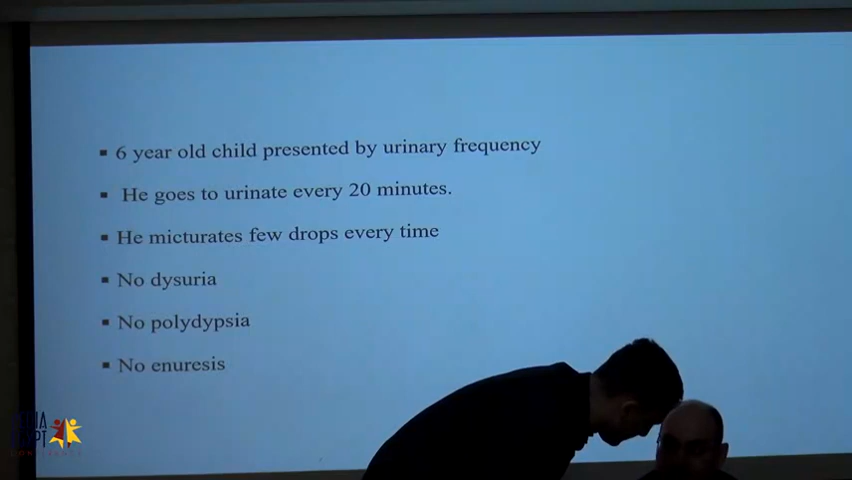 ▪ 6 year old child presented by urinary frequency
▪ He goes to urinate every 20 minutes.
▪ He micturates few drops every time
▪ No dysuria
▪ No polydypsia
▪ No enuresis